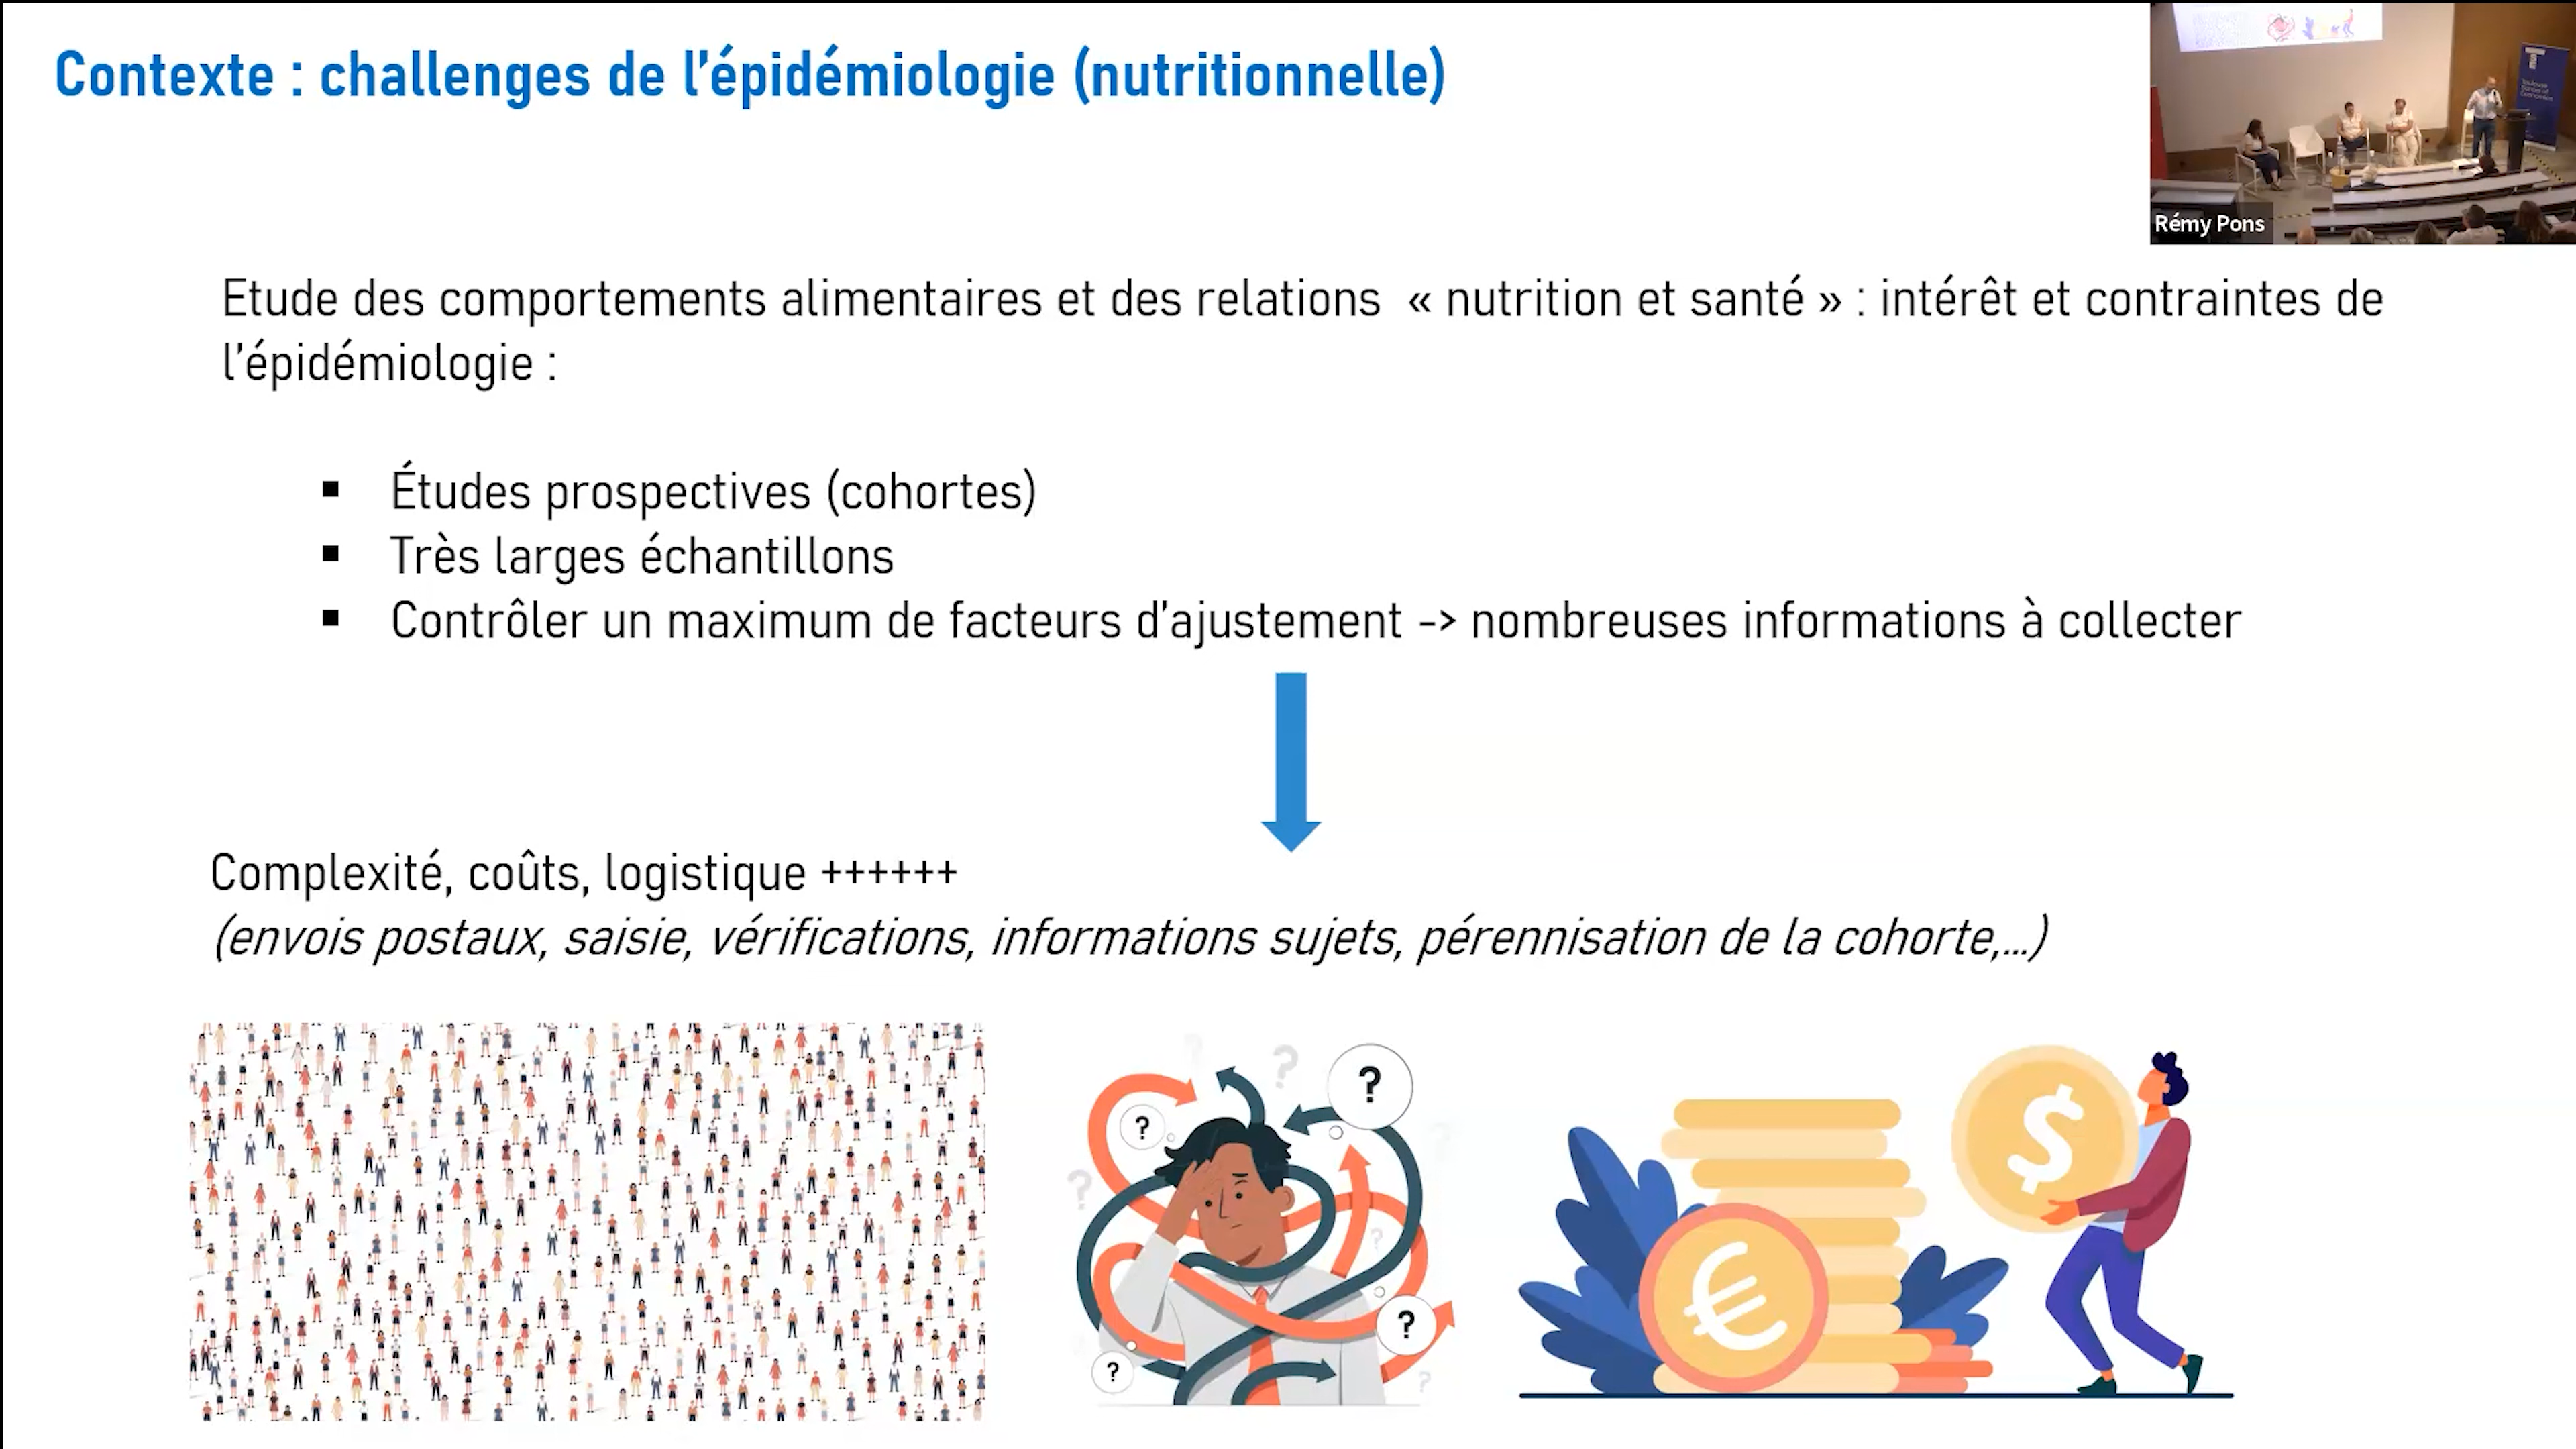 Contexte : challenges de l'épidémiologie (nutritionnelle)
Rémy Pons
Etude des comportements alimentaires et des relations « nutrition et santé » : intérêt et contraintes de
l'épidémiologie :
▪ Études prospectives (cohortes)
▪ Très larges échantillons
▪ Contrôler un maximum de facteurs d'ajustement -> nombreuses informations à collecter
Complexité, coûts, logistique ++++++
(envois postaux, saisie, vérifications, informations sujets, pérennisation de la cohorte,...)
? ? ? ? ? ? ? ? ?
€ $